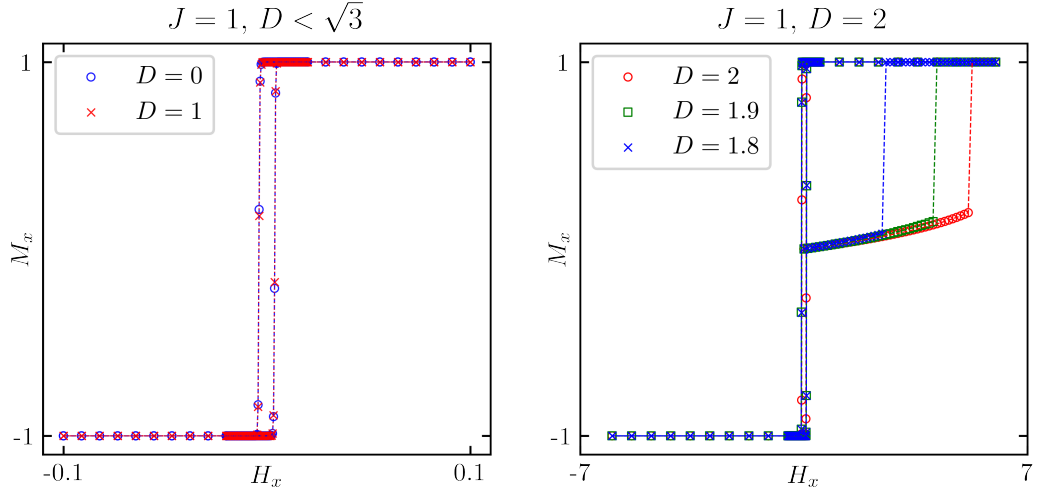 J = 1, D < √3
1
D = 0
D = 1
M_x
-1
-0.1
H_x
0.1
J = 1, D = 2
1
D = 2
D = 1.9
D = 1.8
M_x
-1
-7
H_x
7